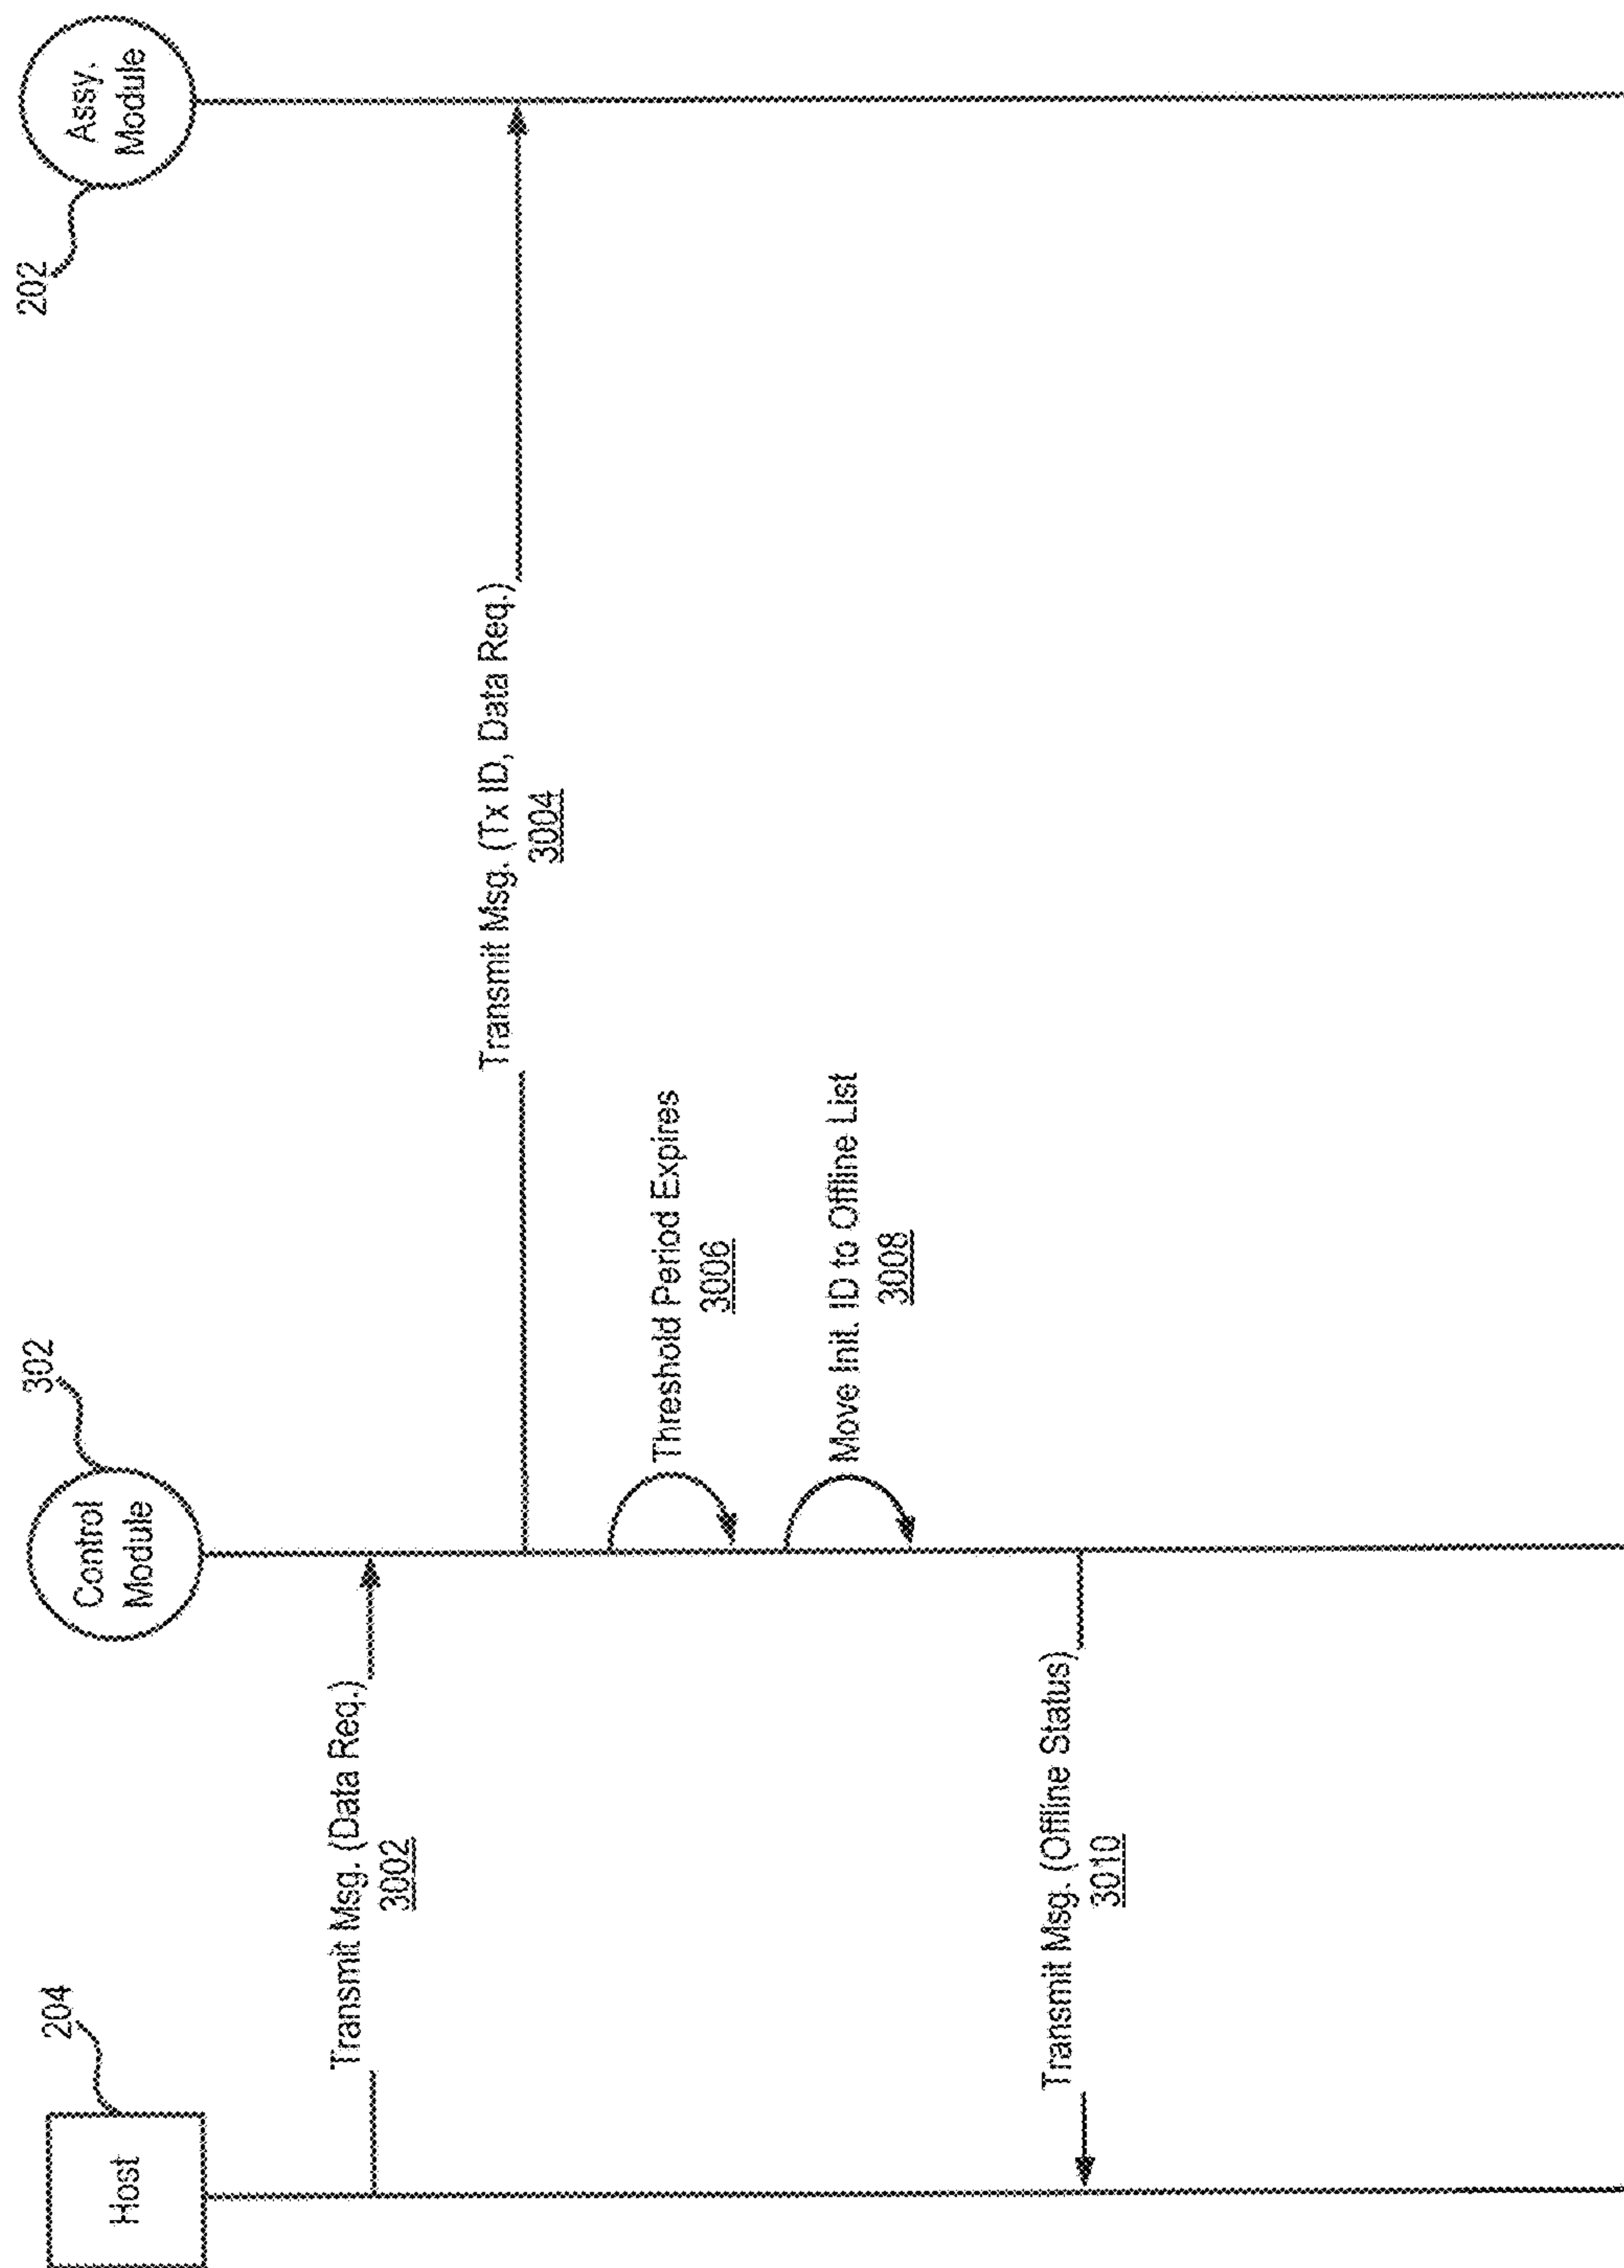 Host
204
Control
Module
302
Assy.
Module
202
Transmit Msg. (Data Req.)
3002
Transmit Msg. (Tx ID, Data Req.)
3004
Threshold Period Expires
3006
Move Init. ID to Offline List
3008
Transmit Msg. (Offline Status)
3010